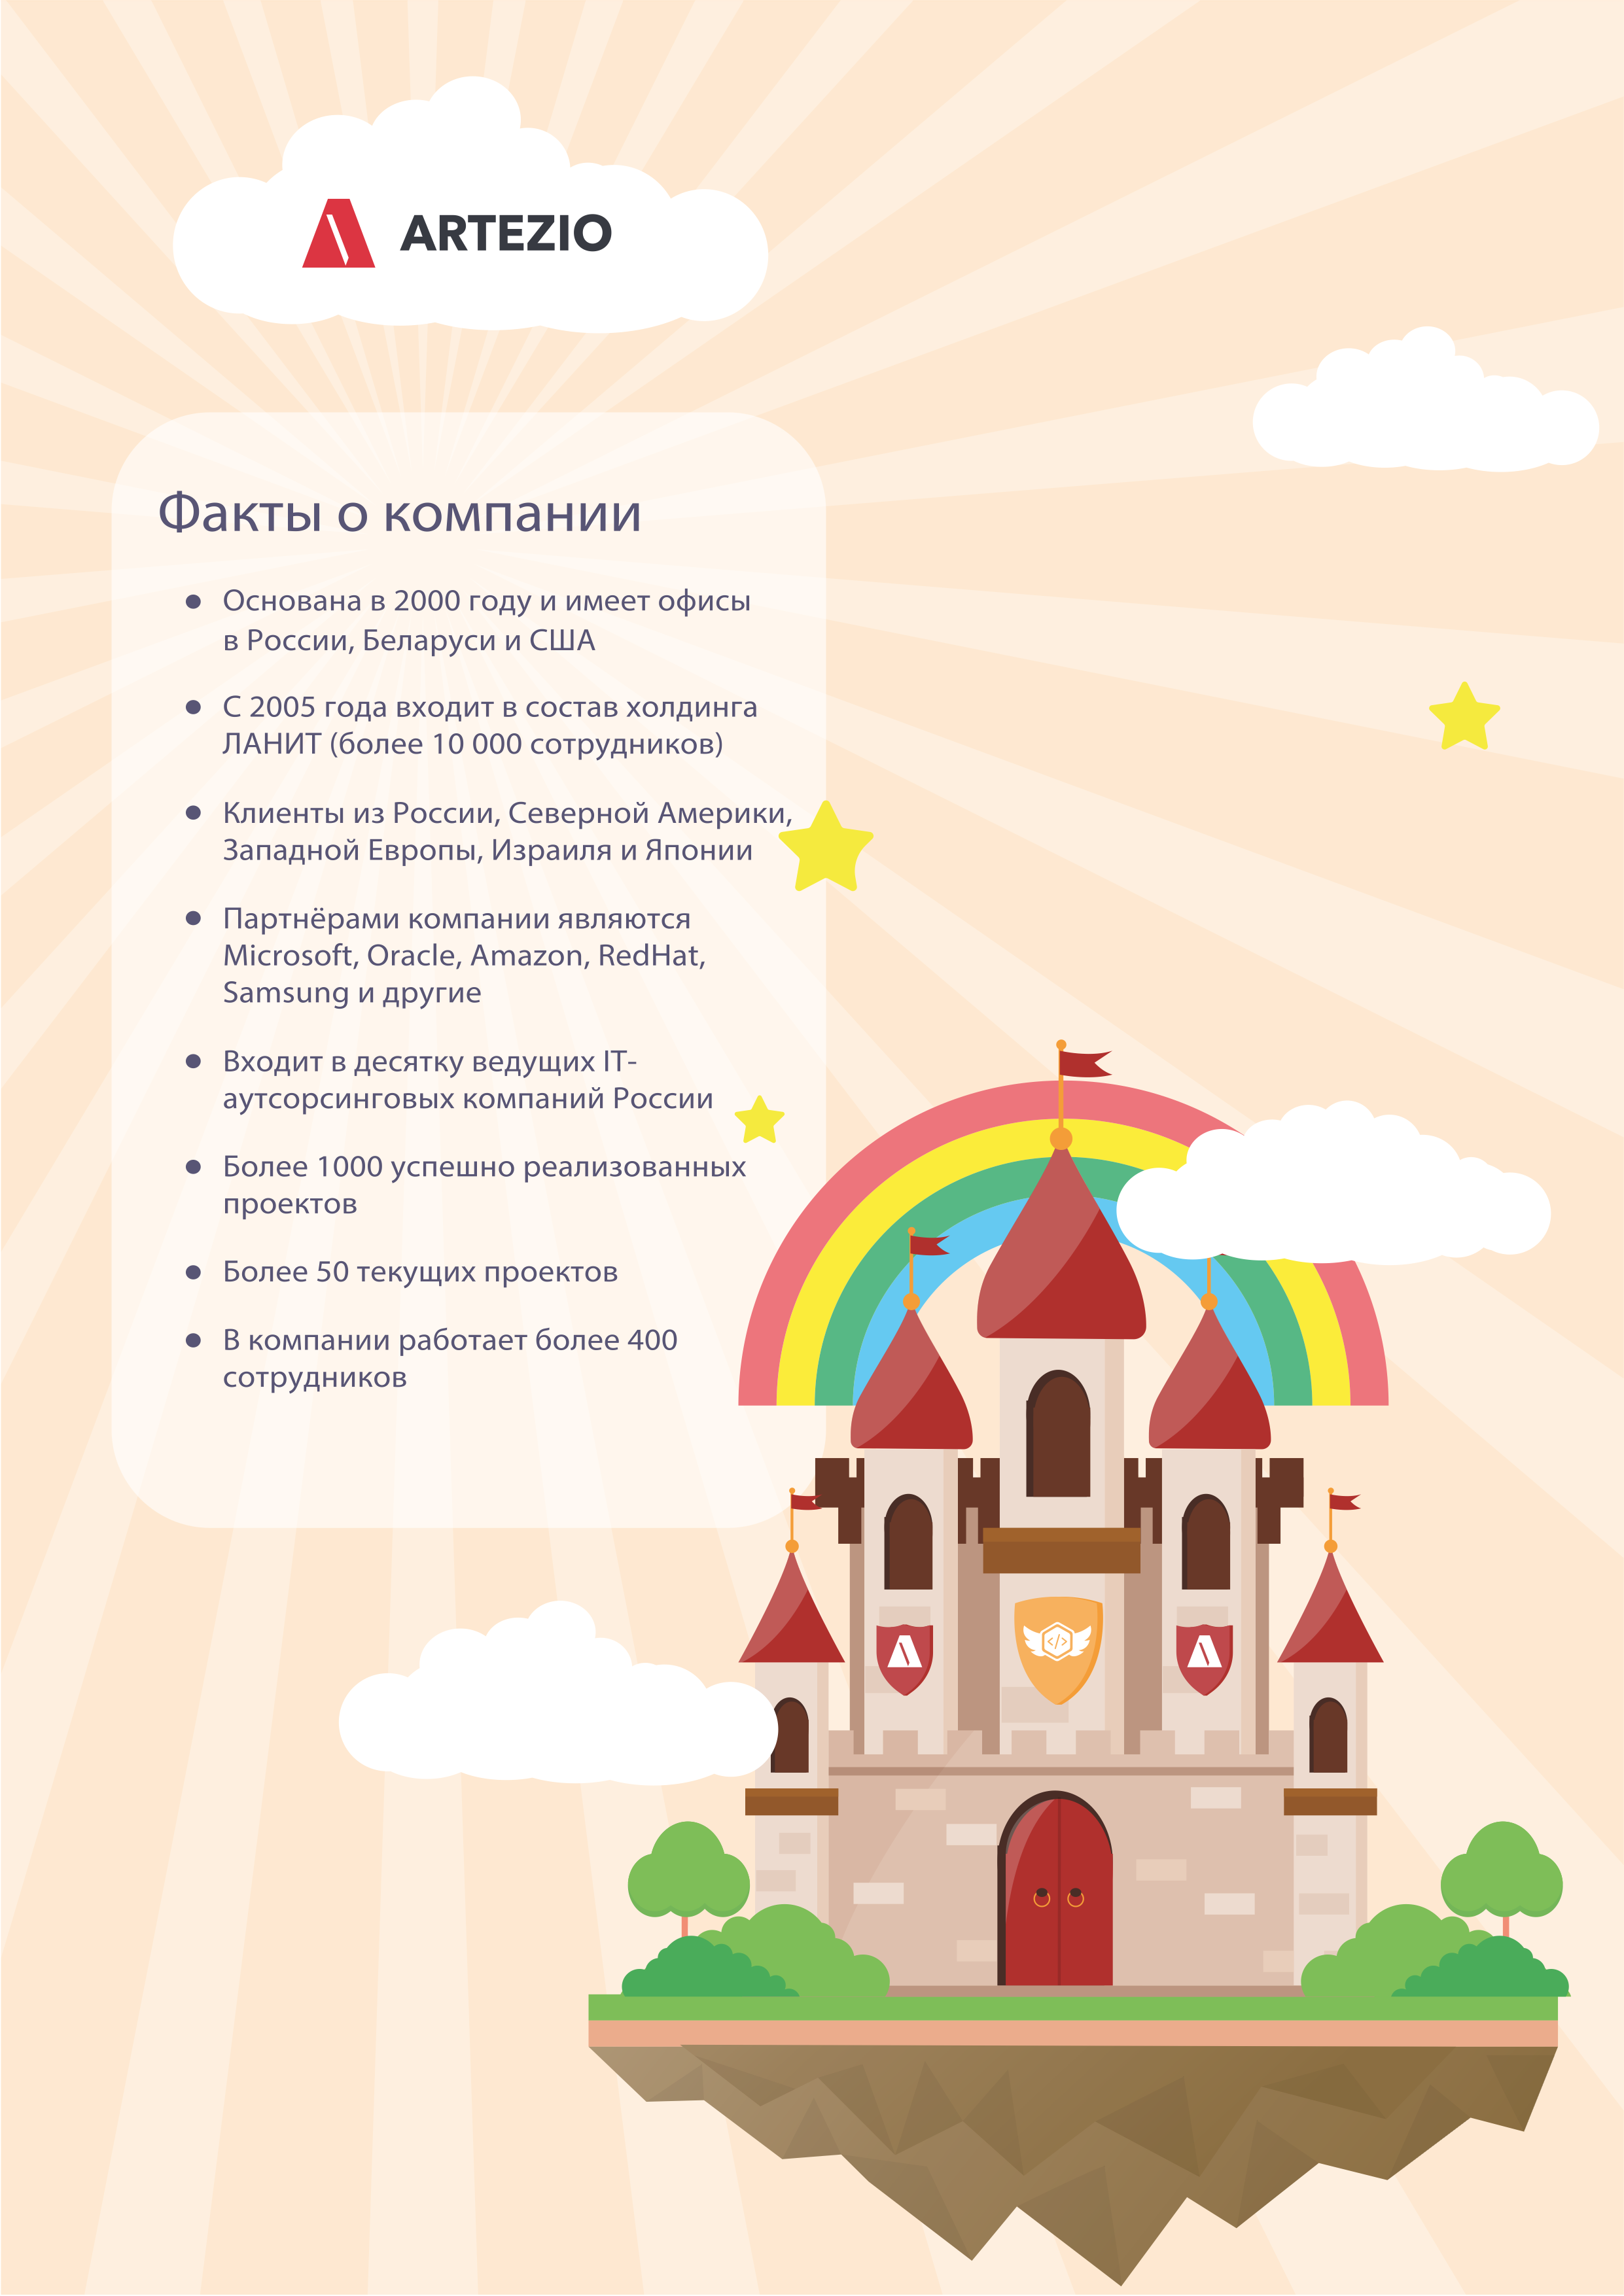 ARTEZIO
Факты о компании
• Основана в 2000 году и имеет офисы
в России, Беларуси и США
• С 2005 года входит в состав холдинга
ЛАНИТ (более 10 000 сотрудников)
• Клиенты из России, Северной Америки,
Западной Европы, Израиля и Японии
• Партнёрами компании являются
Microsoft, Oracle, Amazon, RedHat,
Samsung и другие
• Входит в десятку ведущих IT-
аутсорсинговых компаний России
• Более 1000 успешно реализованных
проектов
• Более 50 текущих проектов
• В компании работает более 400
сотрудников